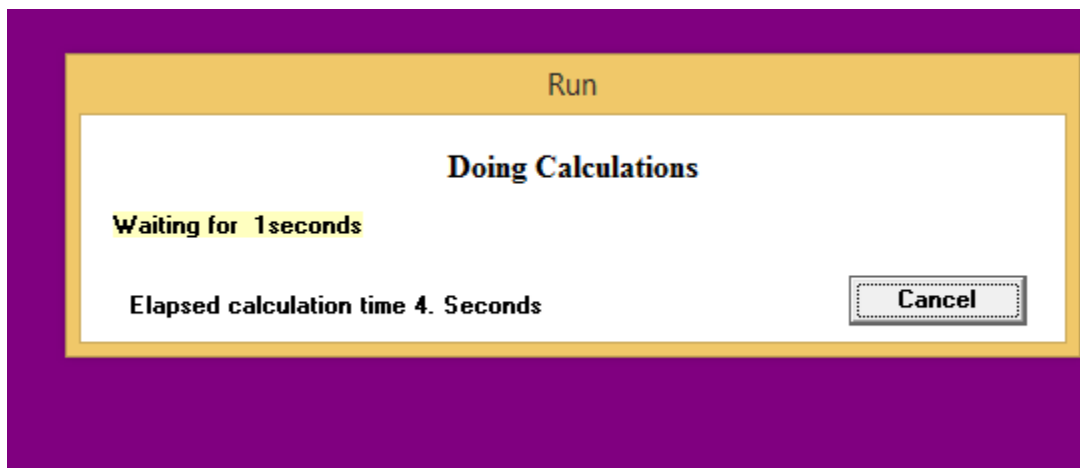 Run
Doing Calculations
Waiting for  1seconds
Elapsed calculation time 4. Seconds
Cancel